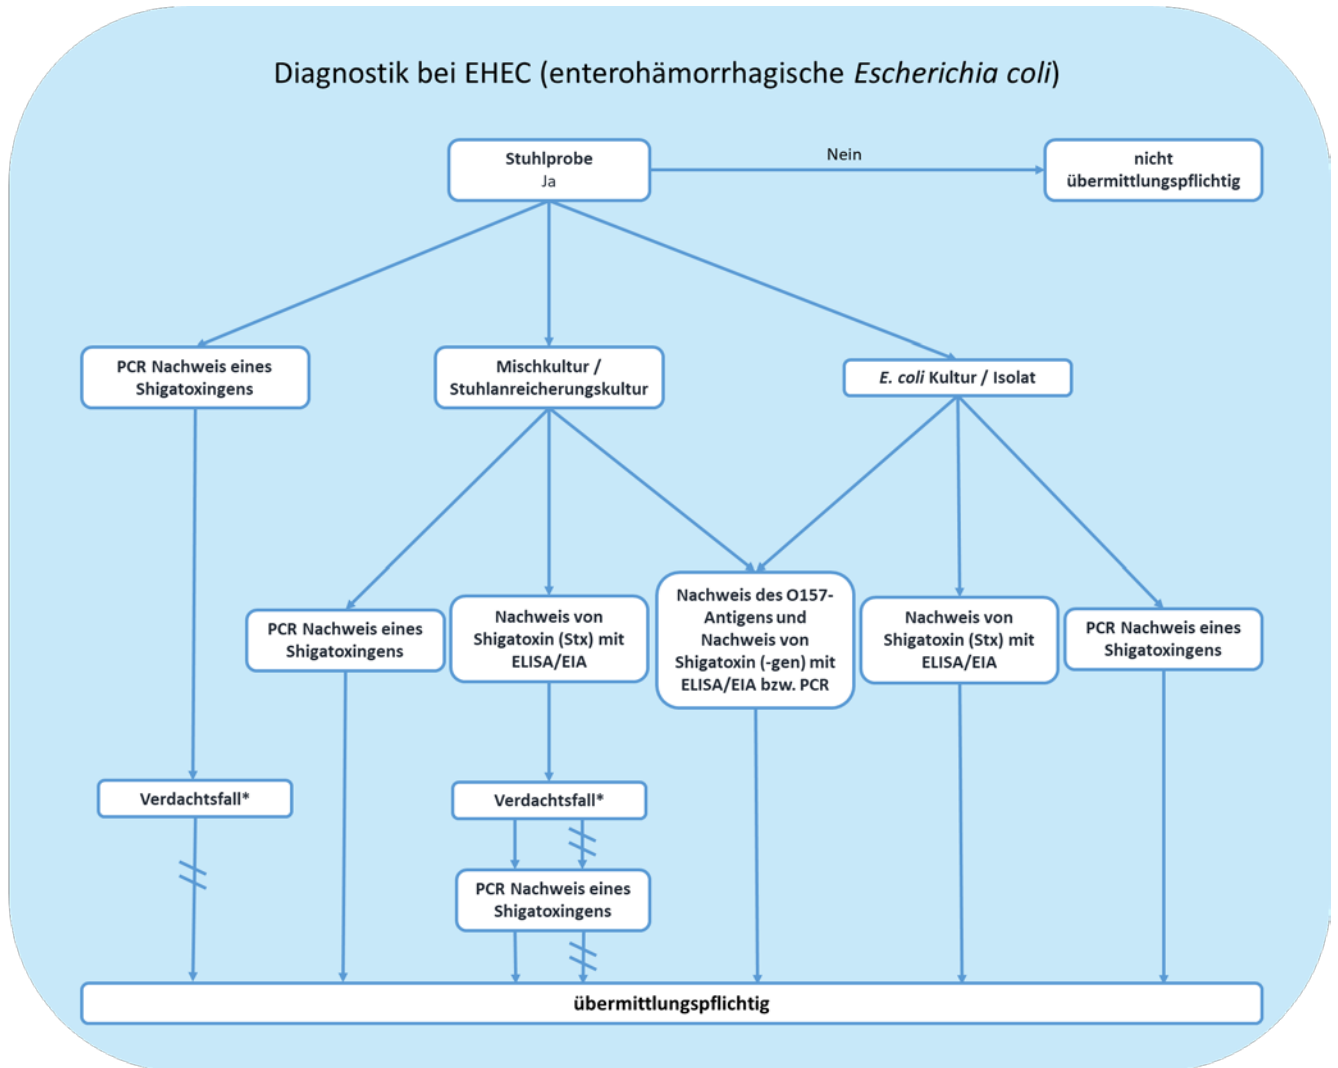 Diagnostik bei EHEC (enterohämorrhagische Escherichia coli)
Stuhlprobe
Ja
Nein
nicht
übermittlungspflichtig
PCR Nachweis eines
Shigatoxingens
Mischkultur /
Stuhlanreicherungskultur
E. coli Kultur / Isolat
PCR Nachweis eines
Shigatoxingens
Nachweis von
Shigatoxin (Stx) mit
ELISA/EIA
Nachweis des O157-
Antigens und
Nachweis von
Shigatoxin (-gen) mit
ELISA/EIA bzw. PCR
Nachweis von
Shigatoxin (Stx) mit
ELISA/EIA
PCR Nachweis eines
Shigatoxingens
Verdachtsfall*
Verdachtsfall*
PCR Nachweis eines
Shigatoxingens
übermittlungspflichtig